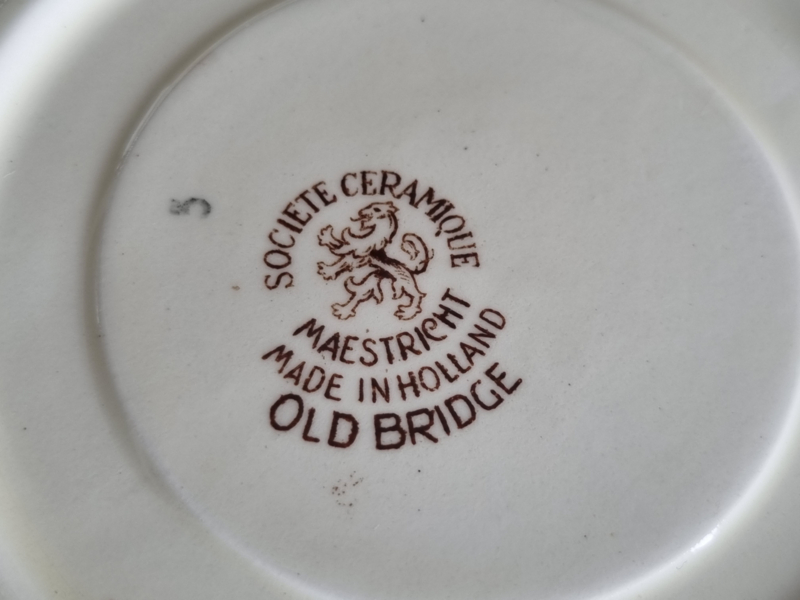 SOCIETE CERAMIQUE
MAESTRICHT
MADE IN HOLLAND
OLD BRIDGE